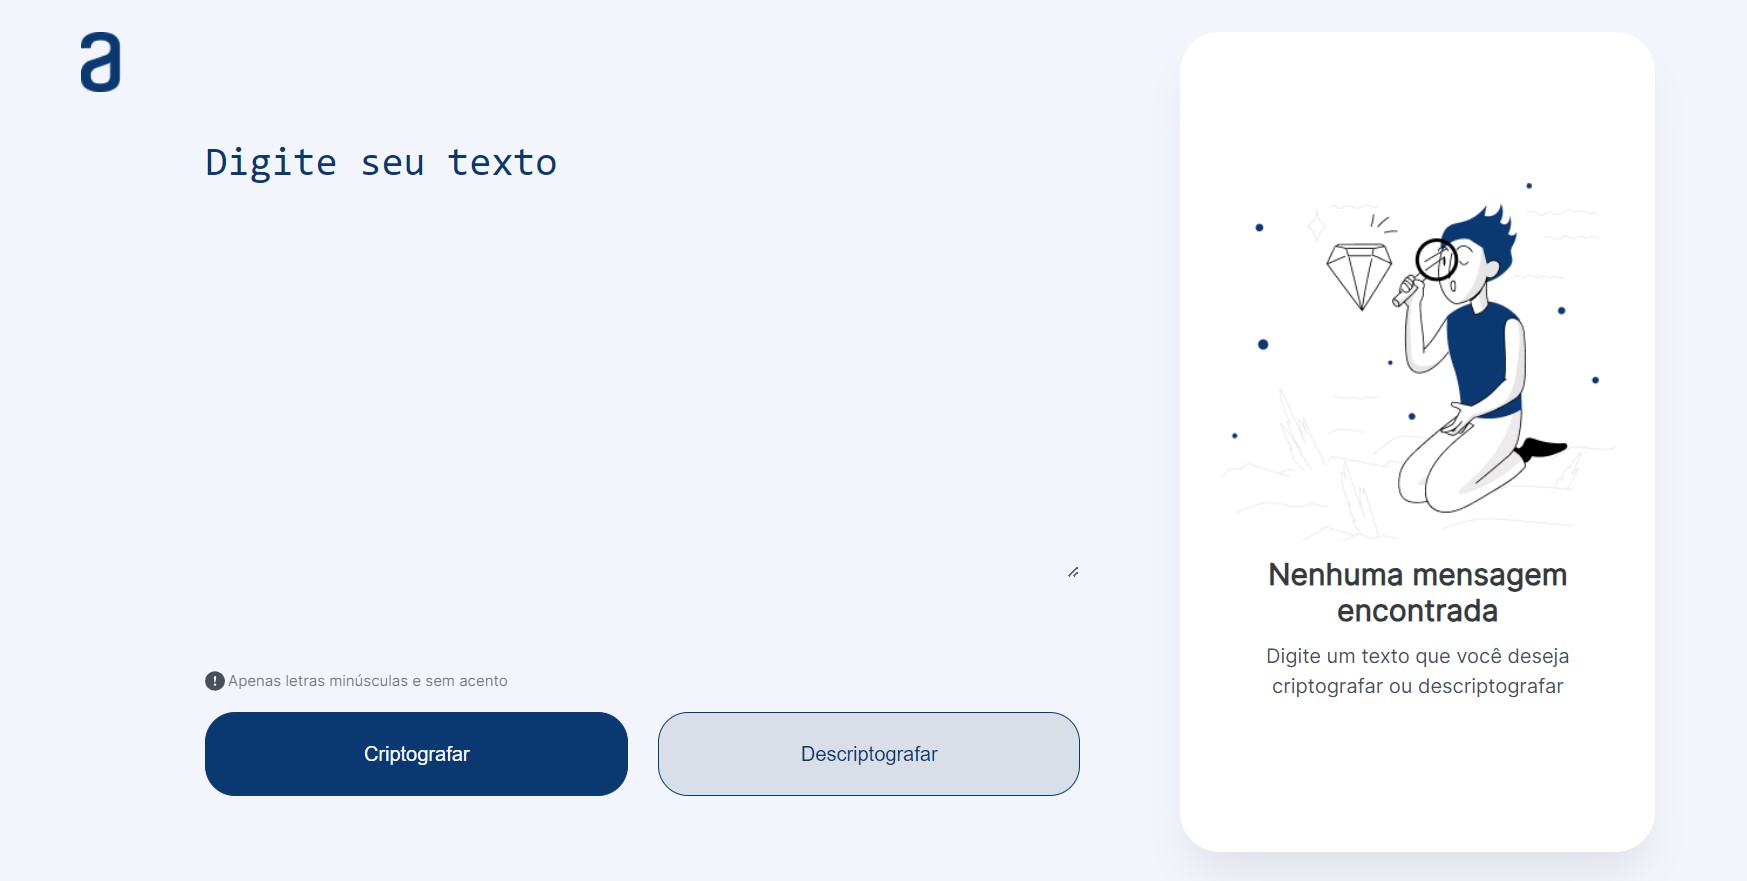 a
Digite seu texto
Apenas letras minúsculas e sem acento
Criptografar
Descriptografar
Nenhuma mensagem
encontrada
Digite um texto que você deseja
criptografar ou descriptografar